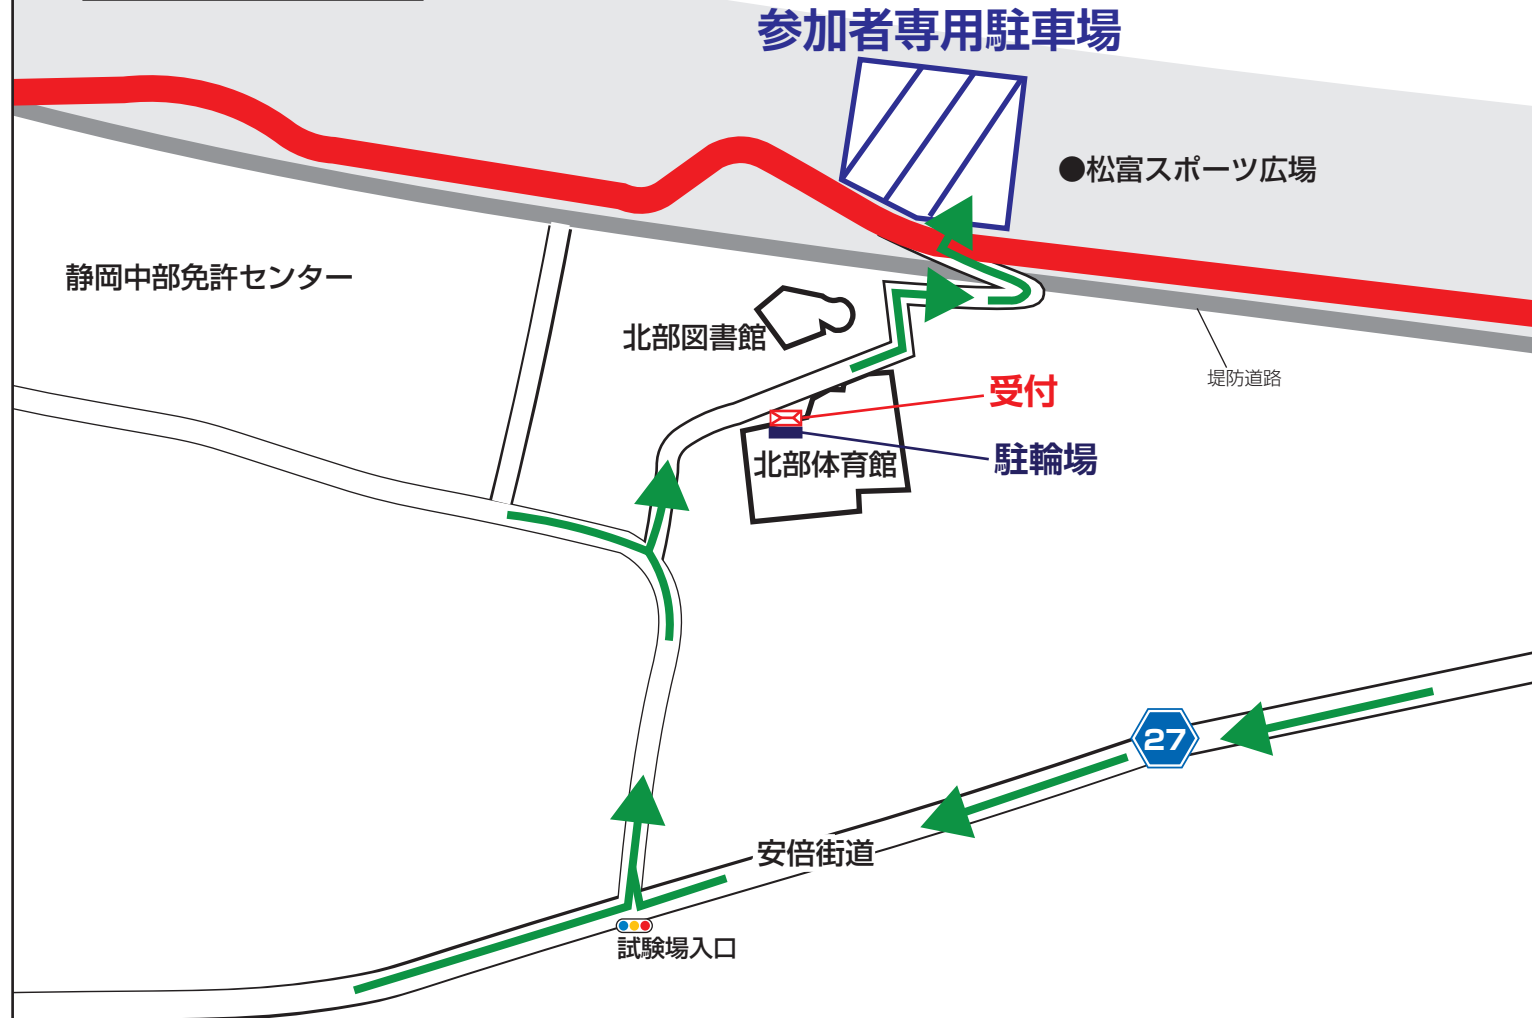 参加者専用駐車場
●松富スポーツ広場
静岡中部免許センター
北部図書館
堤防道路
受付
駐輪場
北部体育館
27
安倍街道
試験場入口